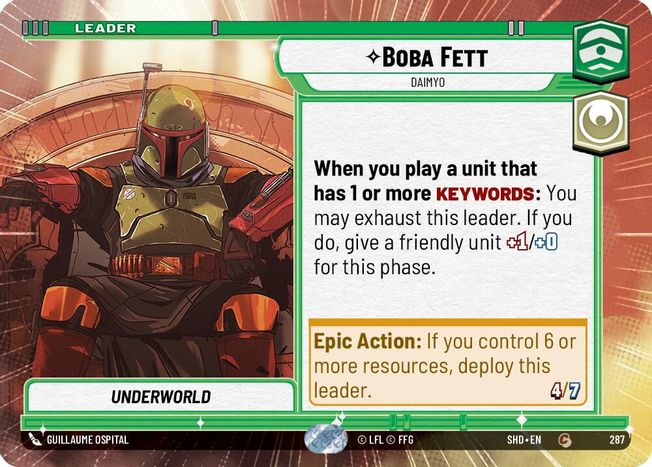 LEADER
✧BOBA FETT
DAIMYO
When you play a unit that
has 1 or more KEYWORDS: You
may exhaust this leader. If you
do, give a friendly unit +1/+0
for this phase.
Epic Action: If you control 6 or
more resources, deploy this
leader.
4/7
UNDERWORLD
GUILLAUME OSPITAL
© LFL © FFG
SHD•EN
C
287